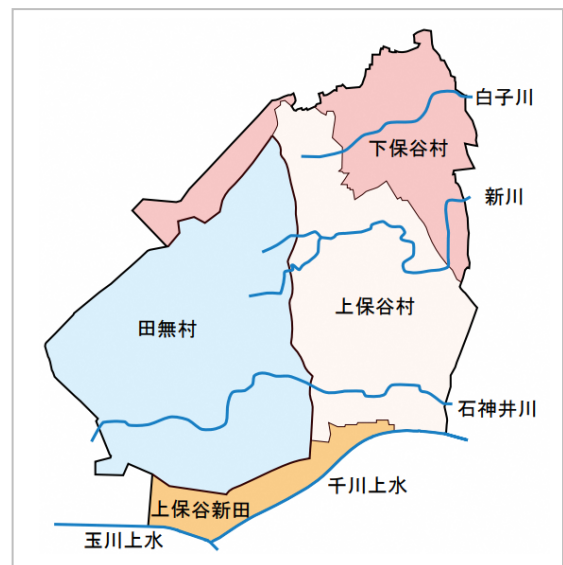 白子川
下保谷村
新川
上保谷村
田無村
石神井川
千川上水
上保谷新田
玉川上水